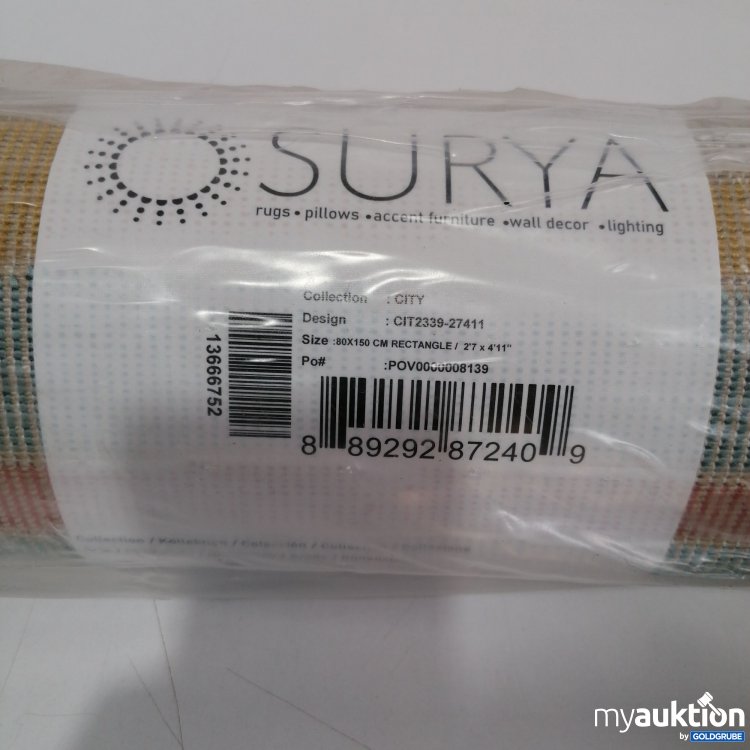 SURYA
rugs • pillows • accent furniture • wall decor • lighting
Collection : CITY
Design : CIT2339-27411
Size :80X150 CM RECTANGLE / 2'7 x 4'11"
Po# :POV0000008139
13666752
8 89292 87240 9
Collection /
myauktion
by GOLDGRUBE